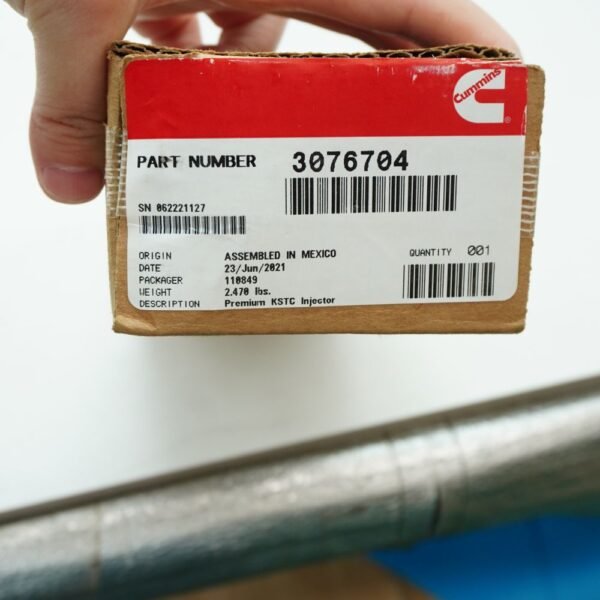 Cummins
®
PART NUMBER 3076704
SN 062221127
ORIGIN ASSEMBLED IN MEXICO
QUANTITY 001
DATE 23/Jun/2021
PACKAGER 110849
WEIGHT 2.470 lbs.
DESCRIPTION Premium KSTC Injector